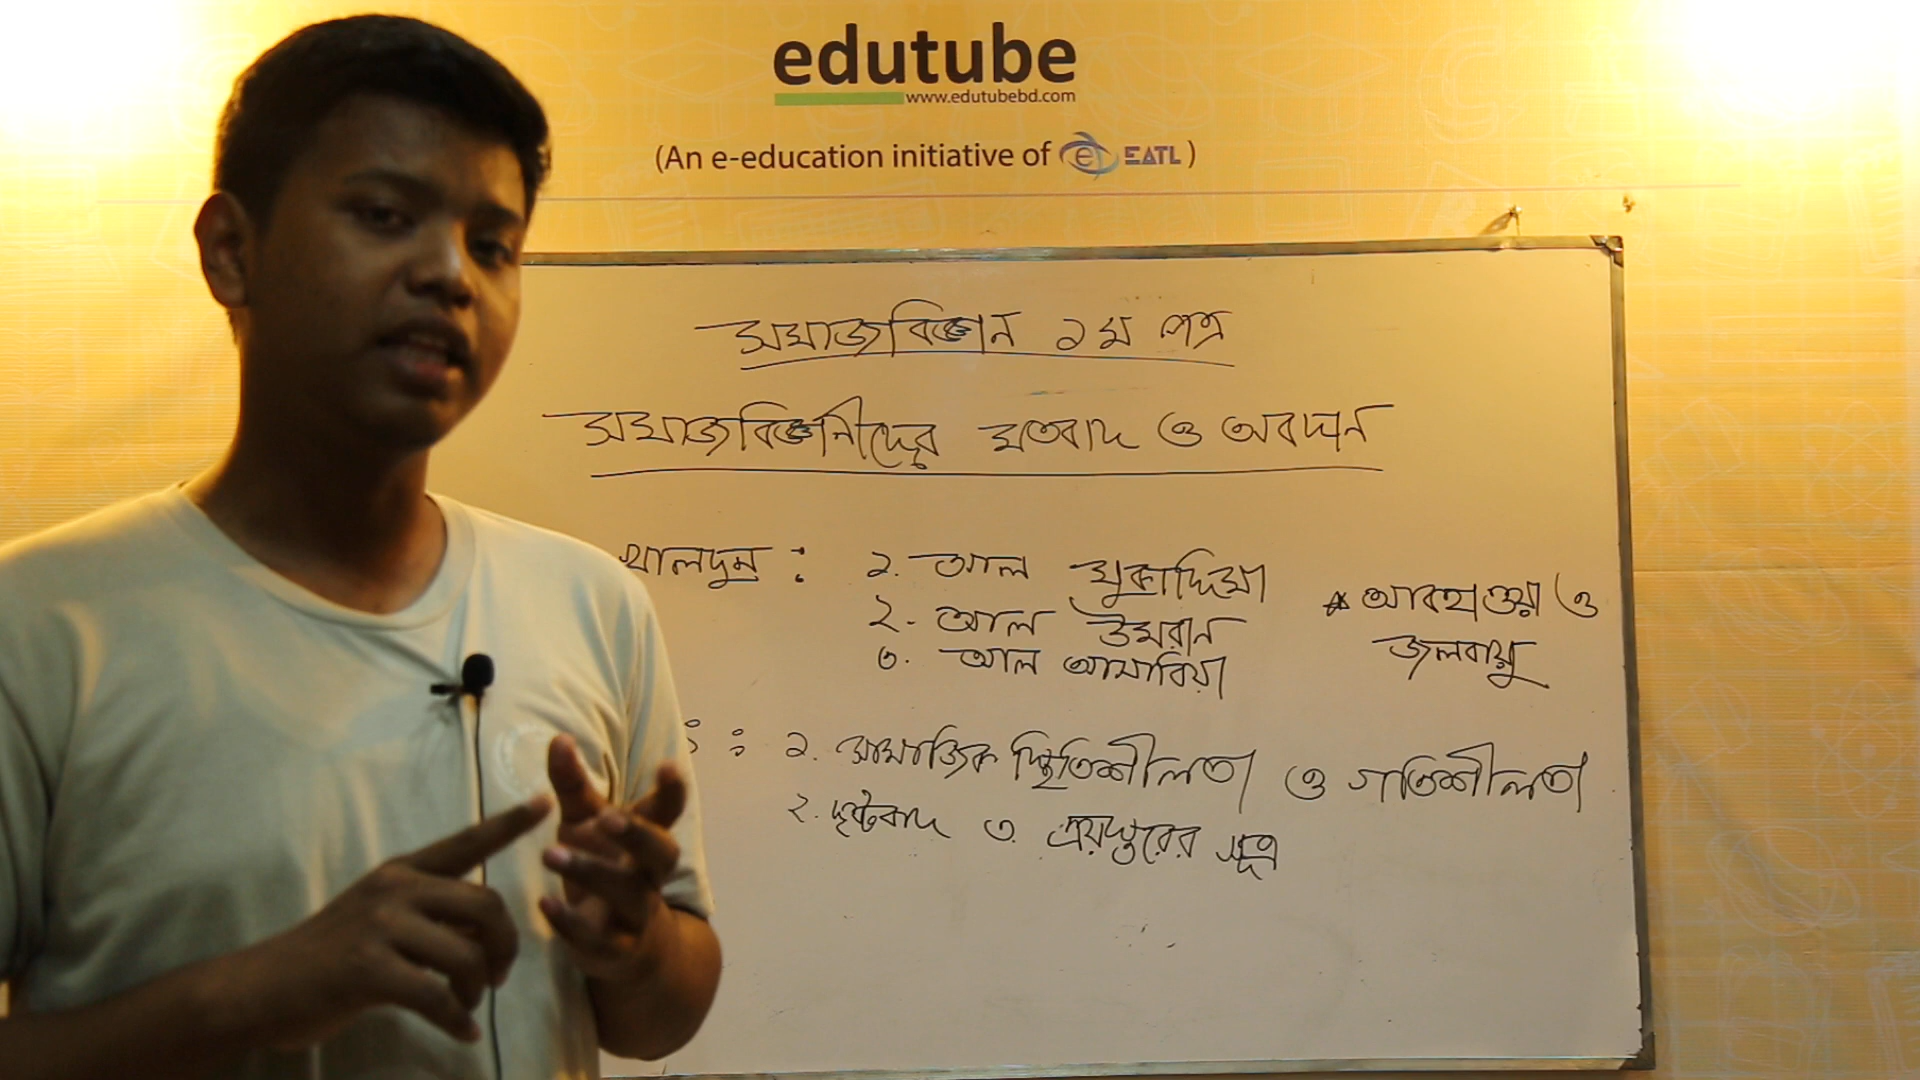 edutube
www.edutubebd.com
(An e-education initiative of e EATL)
সমাজবিজ্ঞান ১ম পত্র
সমাজবিজ্ঞানীদের মতবাদ ও অবদান
খালদুন : ১. আল মুকাদ্দিমা
২. আল উমরান
৩. আল আসাবিয়া
* আবহাওয়া ও
জলবায়ু
ঃ ১. সামাজিক স্থিতিশীলতা ও গতিশীলতা
২. দৃষ্টবাদ ৩. ত্রয়স্তরের সূত্র